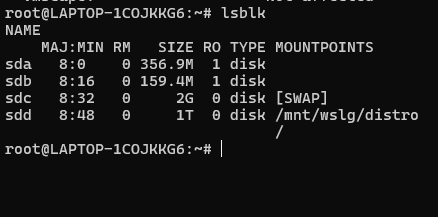 root@LAPTOP-1COJKKG6:~# lsblk
NAME
    MAJ:MIN RM   SIZE RO TYPE MOUNTPOINTS
sda   8:0    0 356.9M  1 disk
sdb   8:16   0 159.4M  1 disk
sdc   8:32   0     2G  0 disk [SWAP]
sdd   8:48   0     1T  0 disk /mnt/wslg/distro
                              /
root@LAPTOP-1COJKKG6:~#